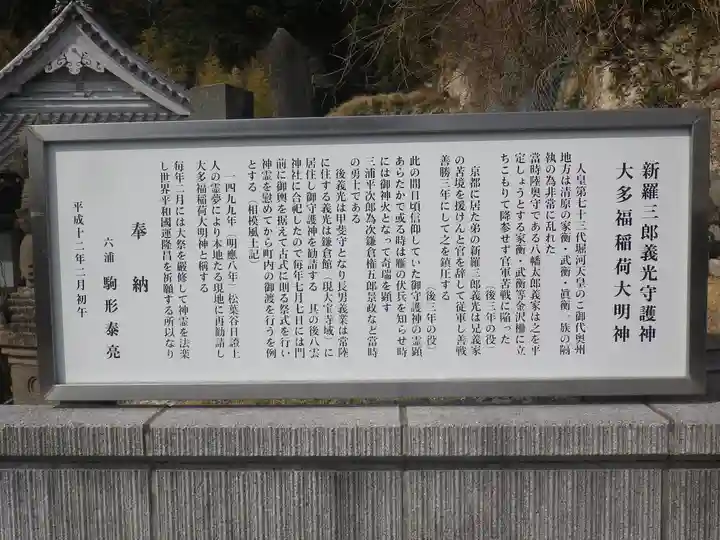 新羅三郎義光守護神
大多福稲荷大明神
人皇第七十三代堀河天皇のこ御代奥州
地方は清原の家衡・武衡・眞衡一族の隔
執の為非常に乱れた
当時陸奥守である八幡太郎義家は之を平
定しょうとする家衡・武衡等金沢柵に立
ちこもりて降参せず官軍苦戦に陥った
（後三年の役）
京都に居た弟の新羅三郎義光は兄義家
の苦境を援けんと官を辞して従軍し善戦
善勝三年にして之を鎮圧する
（後三年の役）
此の間日頃信仰していた御守護神の霊顕
あらたかで或る時は雁の伏兵を知らせ時
には御神火となって奇瑞を顕す
三浦平次郎為次鎌倉権五郎景政など當時
の勇士である
後義光は甲斐守となり長男義業は常陸
に住する義光は鎌倉館（現大宝寺域）に
居住し御守護神を勧請する　其の後八雲
神社に合祀したので毎年七月七日には門
前に御輿を据えて古式に則る祭式を行い
神霊を慰めてから町内の御渡を行うを例
とする（相模風土記）
一四九九年（明應八年）松葉谷日證上
人の霊夢により本地たる現地に再勧請し
大多福稲荷大明神と称する
毎年二月には大祭を厳修して神霊を法楽
し世界平和國運隆昌を祈願する所以なり
奉納
平成十二年二月初午
六浦　駒形泰亮